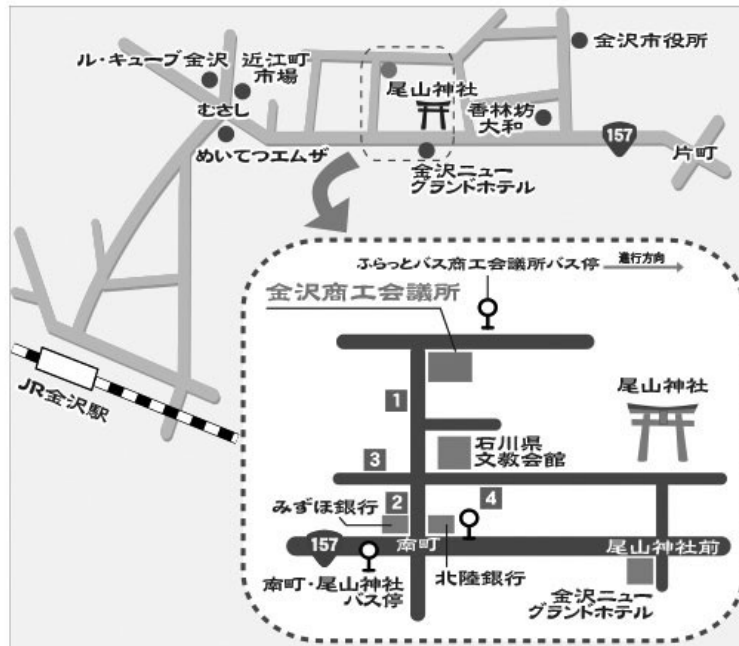 金沢市役所
ル・キューブ金沢
近江町
市場
尾山神社
むさし
香林坊
大和
157
めいてつエムザ
金沢ニュー
グランドホテル
片町
ふらっとバス商工会議所バス停
進行方向
金沢商工会議所
JR金沢駅
尾山神社
1
石川県
文教会館
3
2
4
みずほ銀行
157
南町
尾山神社前
南町・尾山神社
バス停
北陸銀行
金沢ニュー
グランドホテル